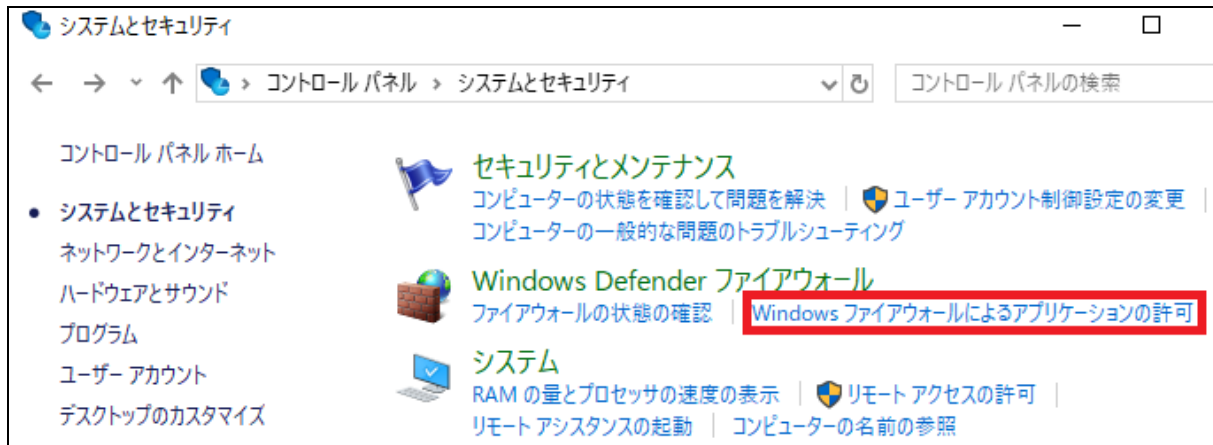 システムとセキュリティ
コントロール パネル › システムとセキュリティ
コントロール パネルの検索
コントロール パネル ホーム
システムとセキュリティ
ネットワークとインターネット
ハードウェアとサウンド
プログラム
ユーザー アカウント
デスクトップのカスタマイズ
セキュリティとメンテナンス
コンピューターの状態を確認して問題を解決 | ユーザー アカウント制御設定の変更 |
コンピューターの一般的な問題のトラブルシューティング
Windows Defender ファイアウォール
ファイアウォールの状態の確認 | Windows ファイアウォールによるアプリケーションの許可
システム
RAM の量とプロセッサの速度の表示 | リモート アクセスの許可 |
リモート アシスタンスの起動 | コンピューターの名前の参照